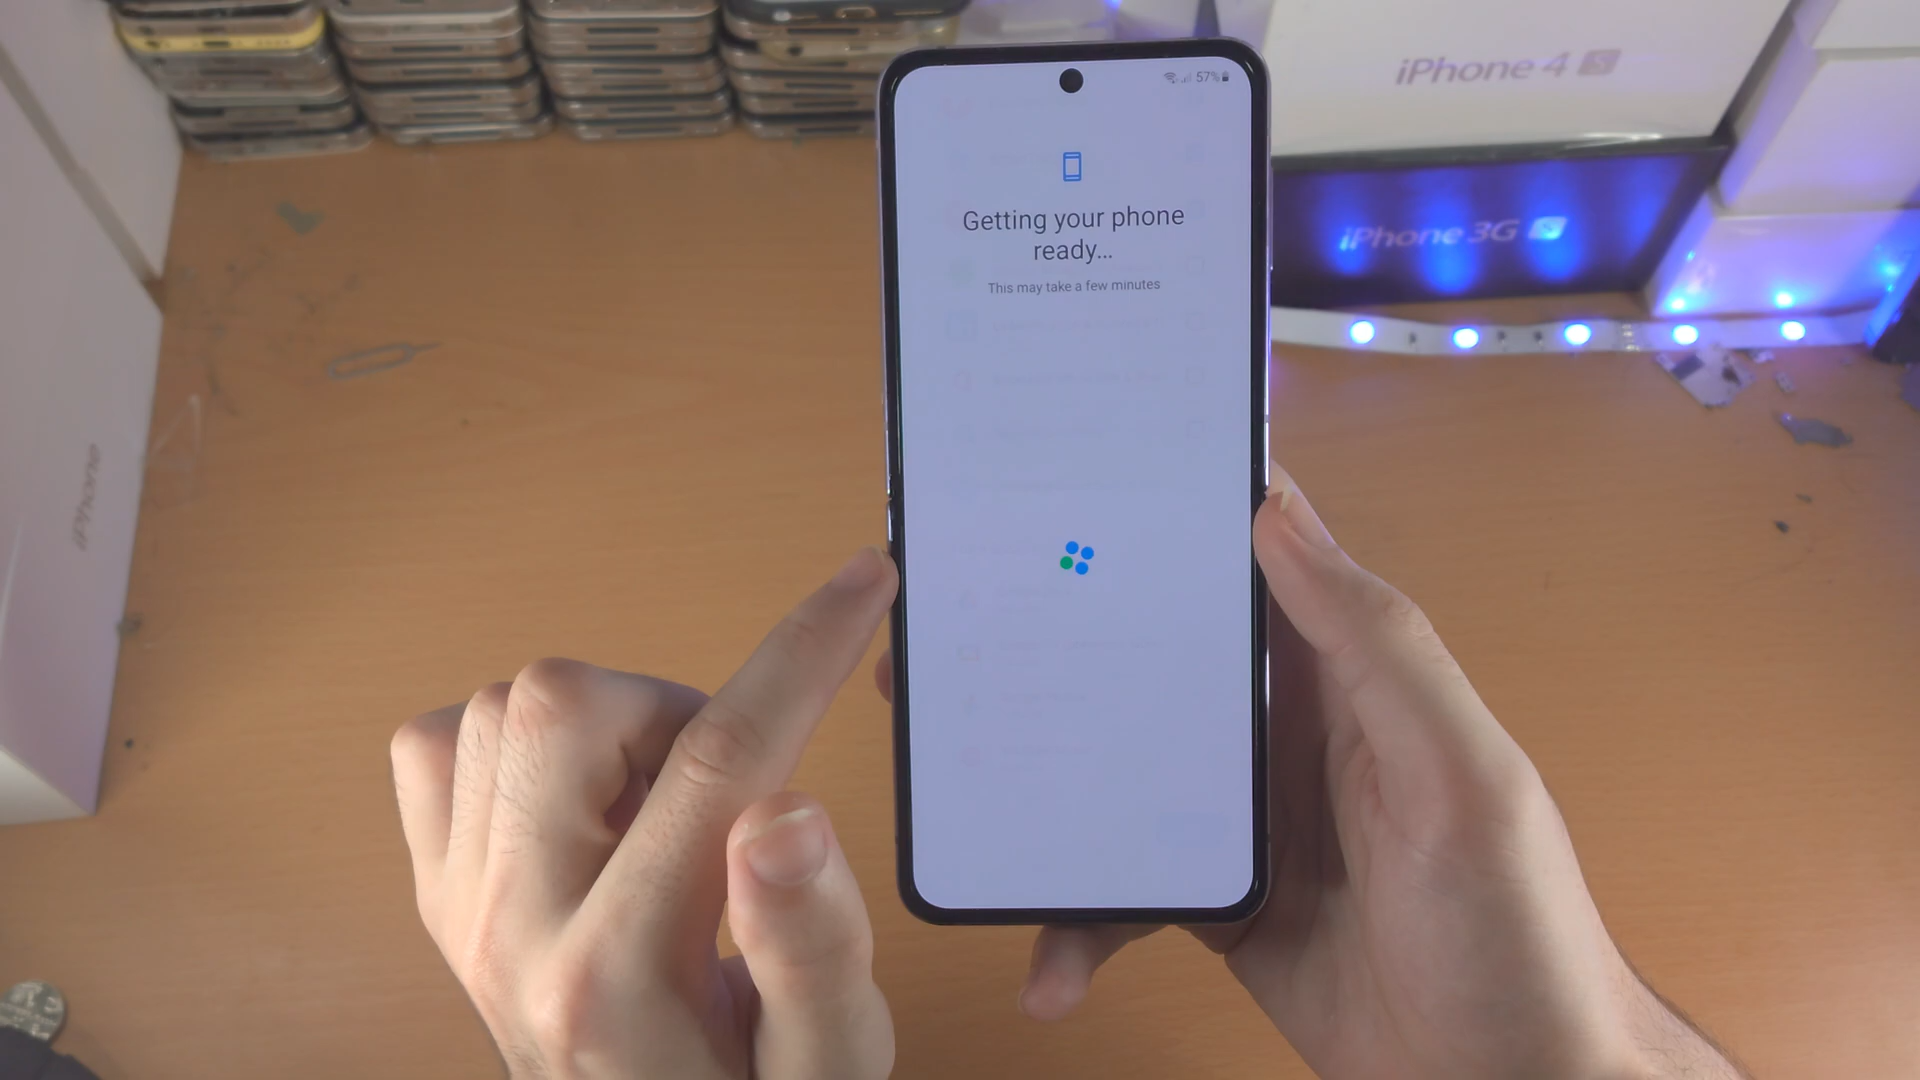 iPhone 4 S
57%
Getting your phone
ready...
This may take a few minutes
iPhone 3G S
iPhone